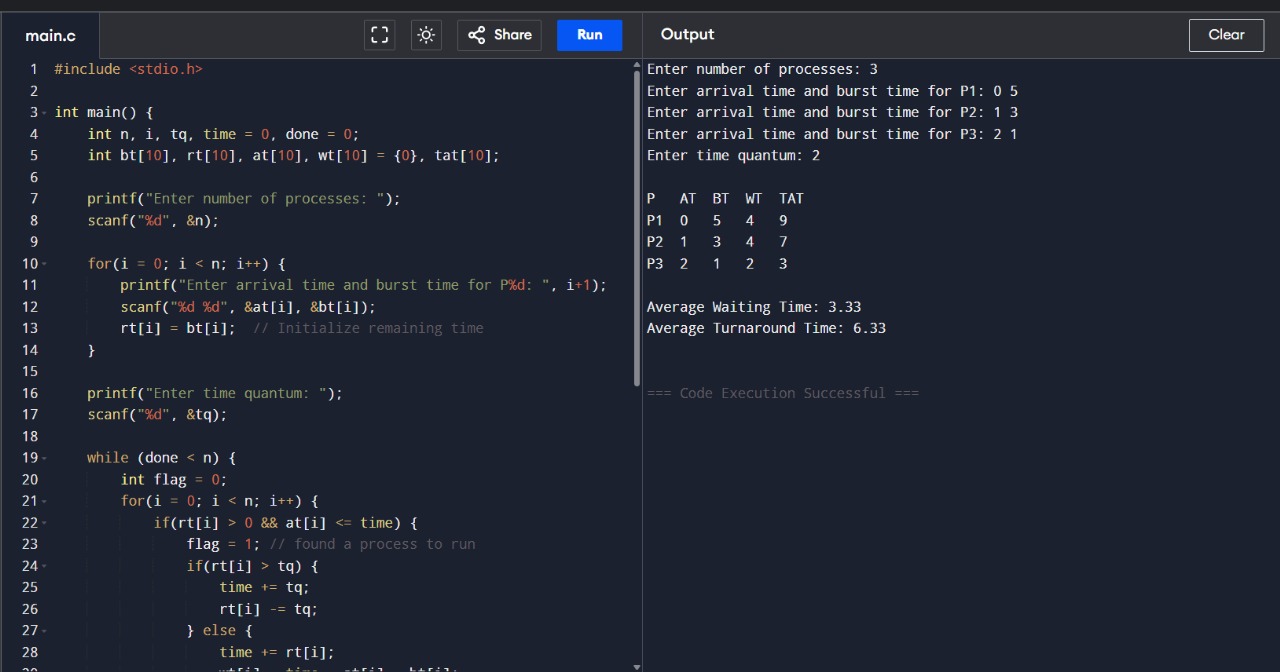 main.c
Share
Run
Output
Clear
1 #include <stdio.h>
2
3 int main() {
4     int n, i, tq, time = 0, done = 0;
5     int bt[10], rt[10], at[10], wt[10] = {0}, tat[10];
6
7     printf("Enter number of processes: ");
8     scanf("%d", &n);
9
10     for(i = 0; i < n; i++) {
11         printf("Enter arrival time and burst time for P%d: ", i+1);
12         scanf("%d %d", &at[i], &bt[i]);
13         rt[i] = bt[i];  // Initialize remaining time
14     }
15
16     printf("Enter time quantum: ");
17     scanf("%d", &tq);
18
19     while (done < n) {
20         int flag = 0;
21         for(i = 0; i < n; i++) {
22             if(rt[i] > 0 && at[i] <= time) {
23                 flag = 1; // found a process to run
24                 if(rt[i] > tq) {
25                     time += tq;
26                     rt[i] -= tq;
27                 } else {
28                     time += rt[i];
Enter number of processes: 3
Enter arrival time and burst time for P1: 0 5
Enter arrival time and burst time for P2: 1 3
Enter arrival time and burst time for P3: 2 1
Enter time quantum: 2
P   AT  BT  WT  TAT
P1  0   5   4   9
P2  1   3   4   7
P3  2   1   2   3
Average Waiting Time: 3.33
Average Turnaround Time: 6.33
=== Code Execution Successful ===